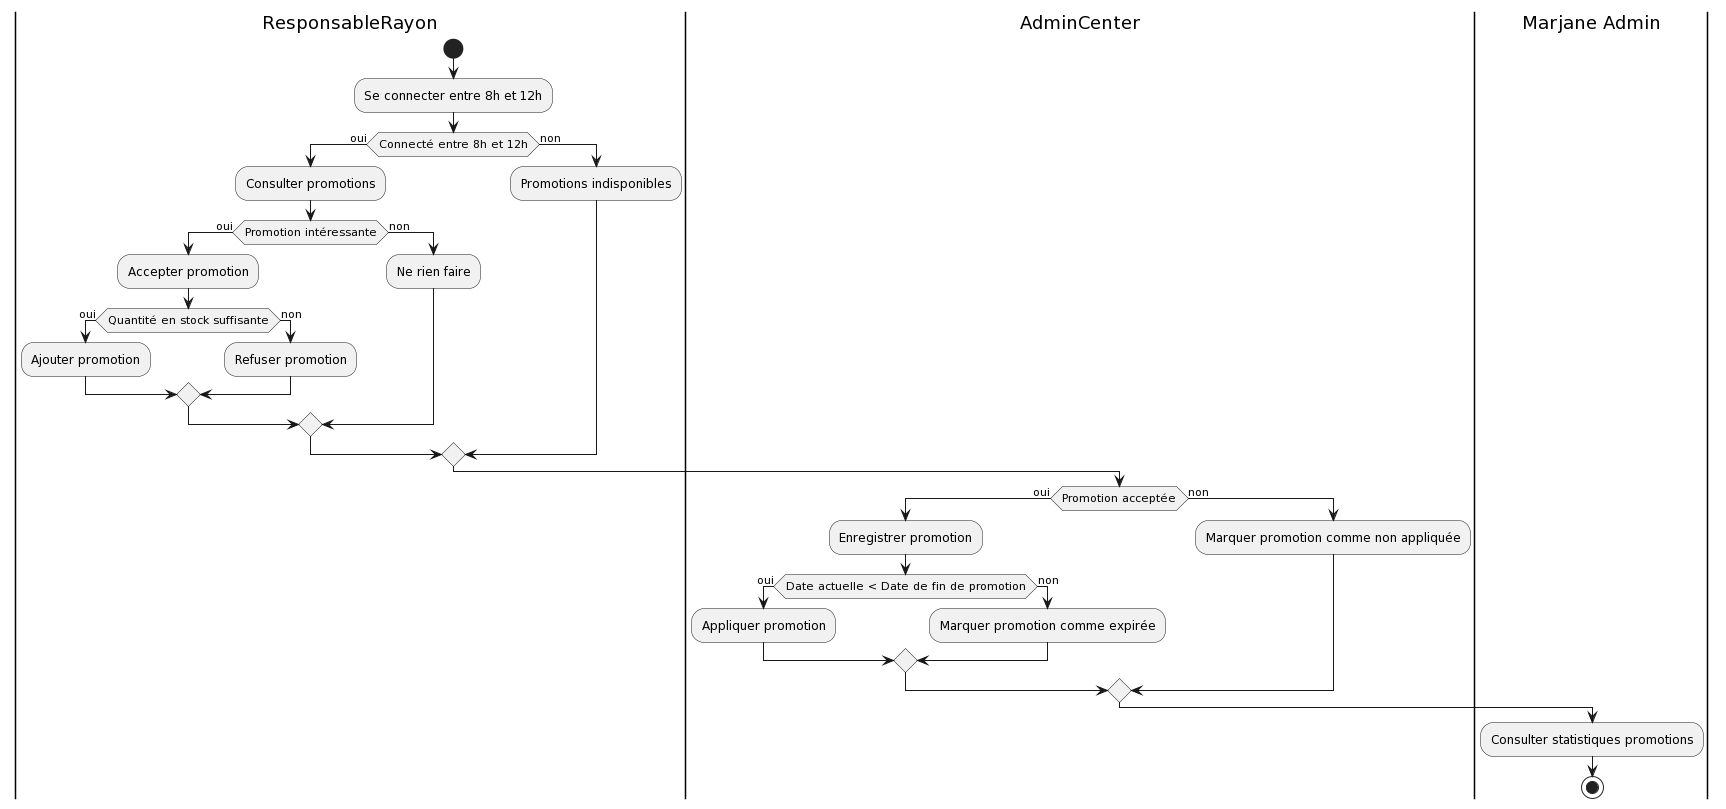 ResponsableRayon
AdminCenter
Marjane Admin
Se connecter entre 8h et 12h
oui
Connecté entre 8h et 12h
non
Consulter promotions
Promotions indisponibles
oui
Promotion intéressante
non
Accepter promotion
Ne rien faire
oui
Quantité en stock suffisante
non
Ajouter promotion
Refuser promotion
oui
Promotion acceptée
non
Enregistrer promotion
Marquer promotion comme non appliquée
oui
Date actuelle < Date de fin de promotion
non
Appliquer promotion
Marquer promotion comme expirée
Consulter statistiques promotions